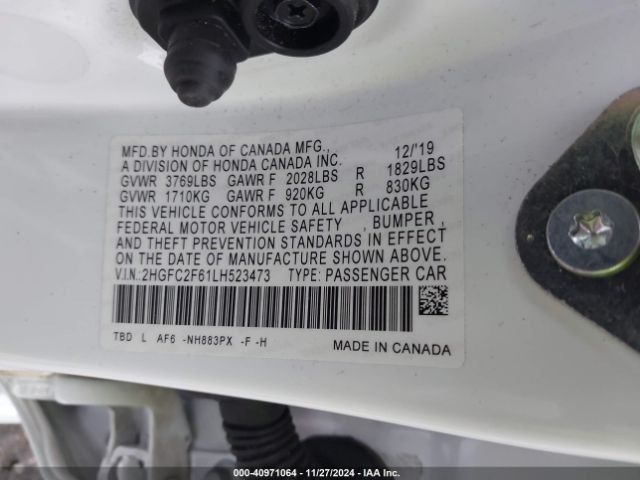 MFD.BY HONDA OF CANADA MFG., 12/'19
A DIVISION OF HONDA CANADA INC.
GVWR 3769LBS GAWR F 2028LBS R 1829LBS
GVWR 1710KG GAWR F 920KG R 830KG
THIS VEHICLE CONFORMS TO ALL APPLICABLE
FEDERAL MOTOR VEHICLE SAFETY , BUMPER ,
AND THEFT PREVENTION STANDARDS IN EFFECT
ON THE DATE OF MANUFACTURE SHOWN ABOVE.
V.I.N.:2HGFC2F61LH523473 TYPE: PASSENGER CAR
TBD L AF6 -NH883PX -F -H
MADE IN CANADA
000-40971064 | 11/27/2024 | IAA Inc.